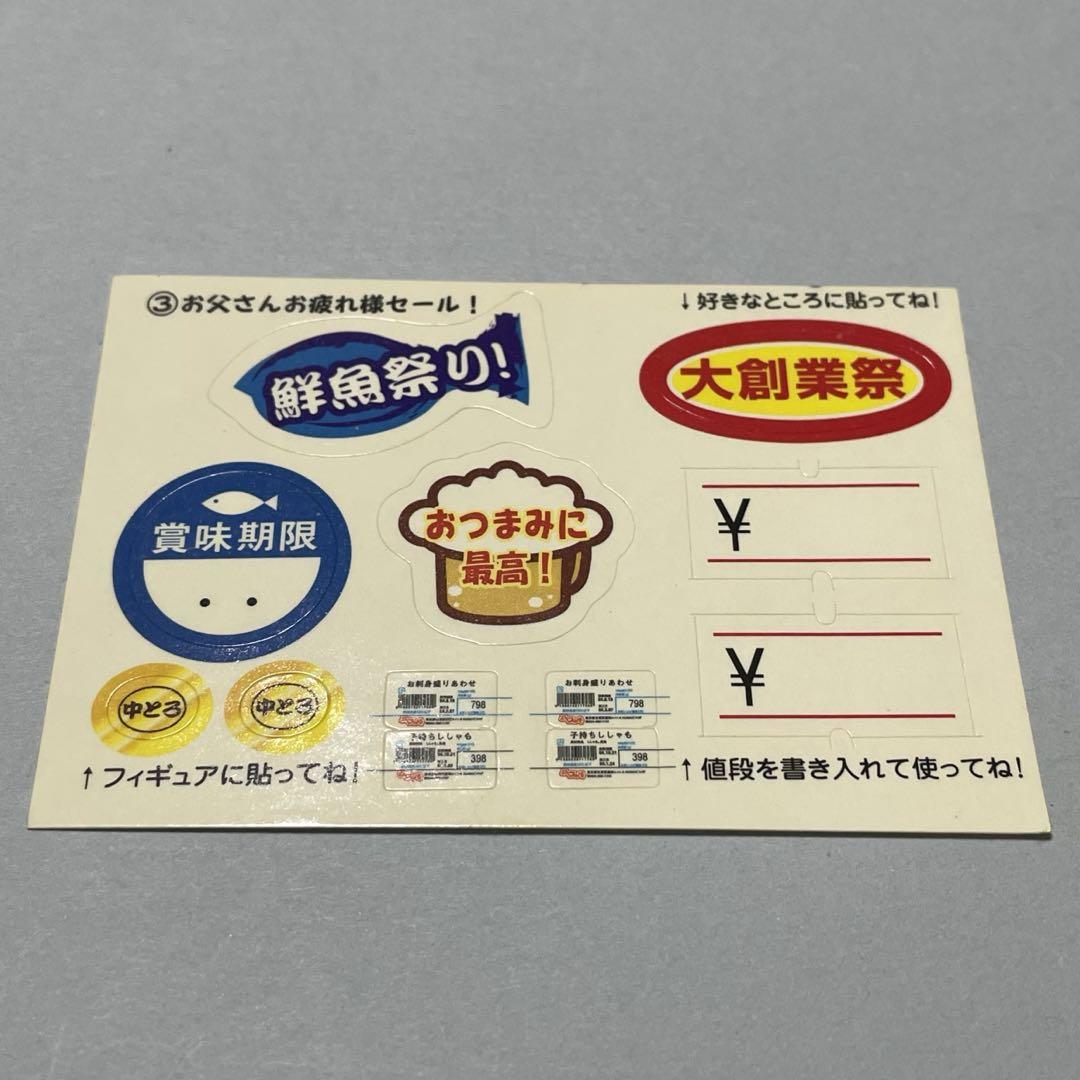 ③お父さんお疲れ様セール！
↓好きなところに貼ってね！
鮮魚祭り！
大創業祭
賞味期限
おつまみに
最高！
¥
¥
中とろ
中とろ
お刺身盛りあわせ
798
お刺身盛りあわせ
798
子持ちししゃも
398
子持ちししゃも
398
↑フィギュアに貼ってね！
↑値段を書き入れて使ってね！